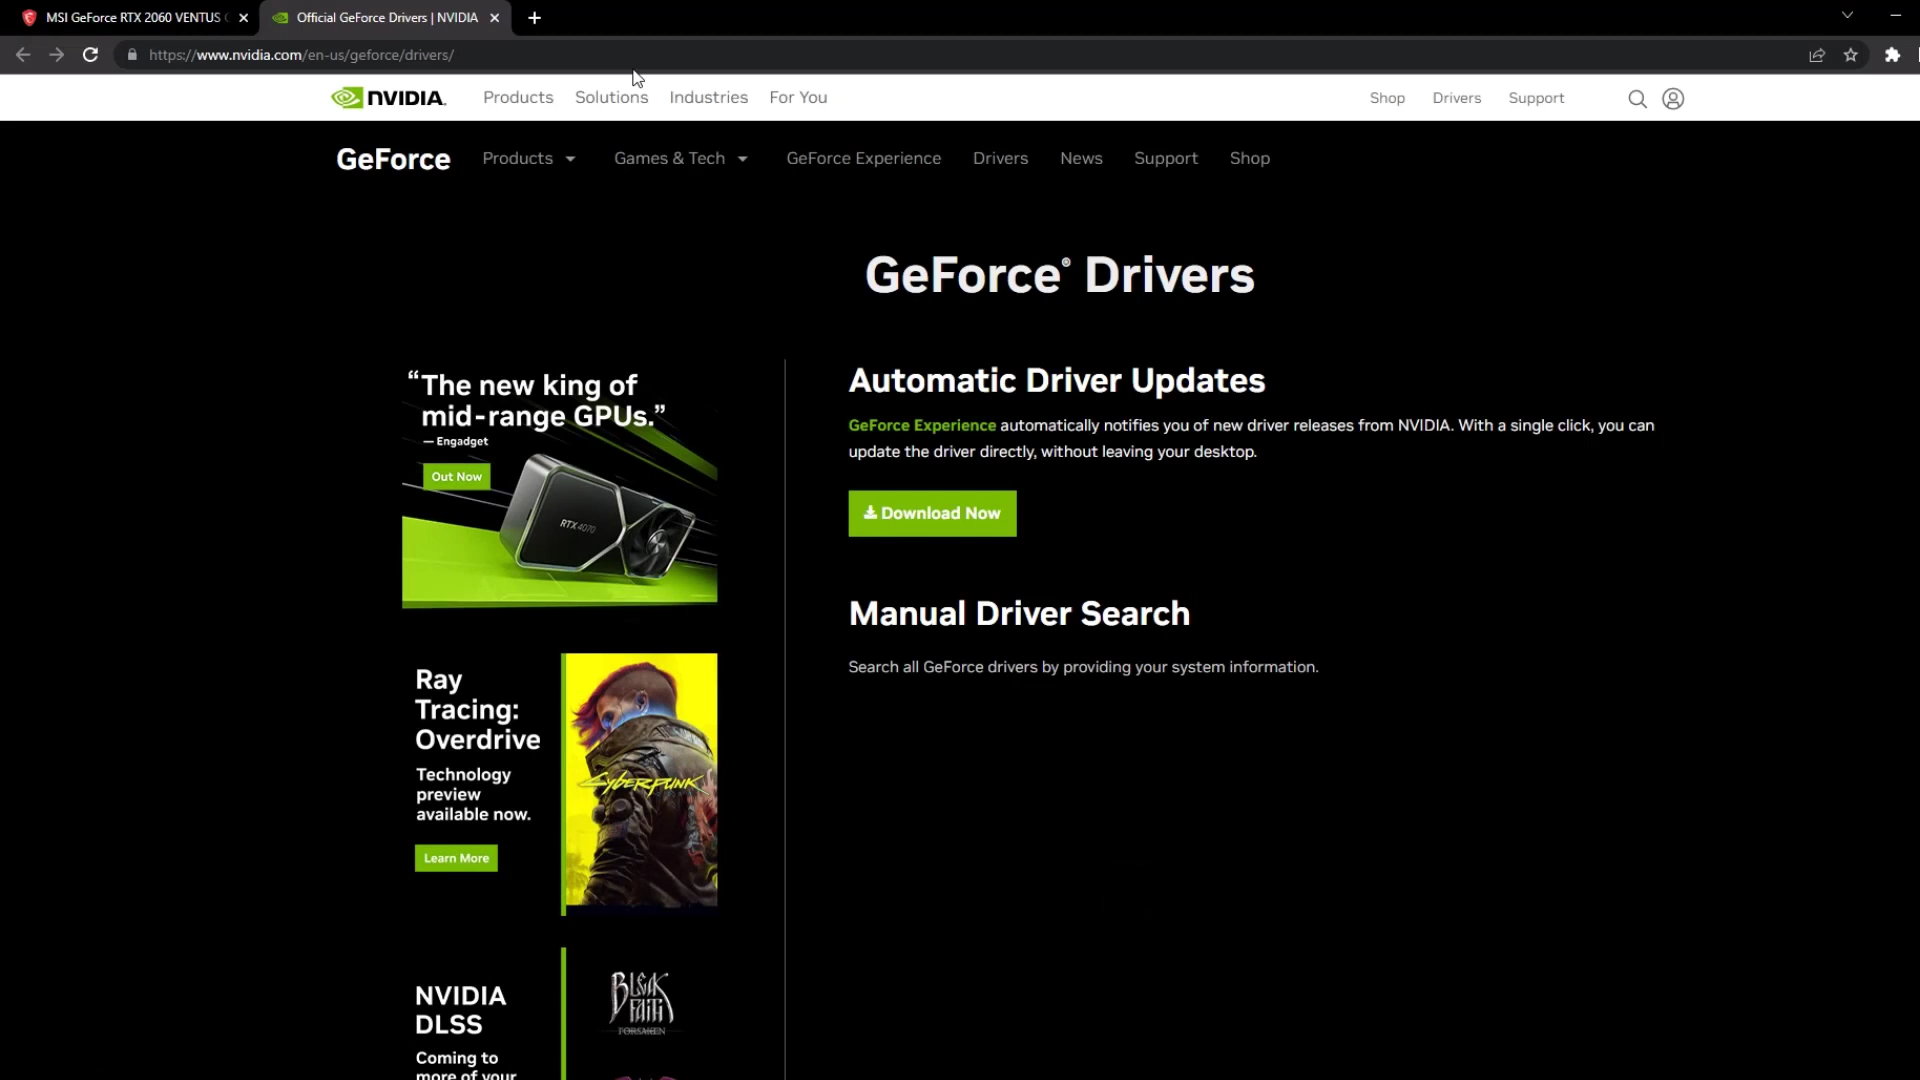 MSI GeForce RTX 2060 VENTUS
Official GeForce Drivers | NVIDIA
https://www.nvidia.com/en-us/geforce/drivers/
NVIDIA.
Products Solutions Industries For You
Shop Drivers Support
GeForce Products Games & Tech GeForce Experience Drivers News Support Shop
GeForce® Drivers
“The new king of
mid-range GPUs.”
— Engadget
Out Now
RTX 4070
Ray
Tracing:
Overdrive
Technology
preview
available now.
Learn More
Cyberpunk
NVIDIA
DLSS
Coming to
more of your
BLEAK
FAITH
FORSAKEN
Automatic Driver Updates
GeForce Experience automatically notifies you of new driver releases from NVIDIA. With a single click, you can
update the driver directly, without leaving your desktop.
Download Now
Manual Driver Search
Search all GeForce drivers by providing your system information.